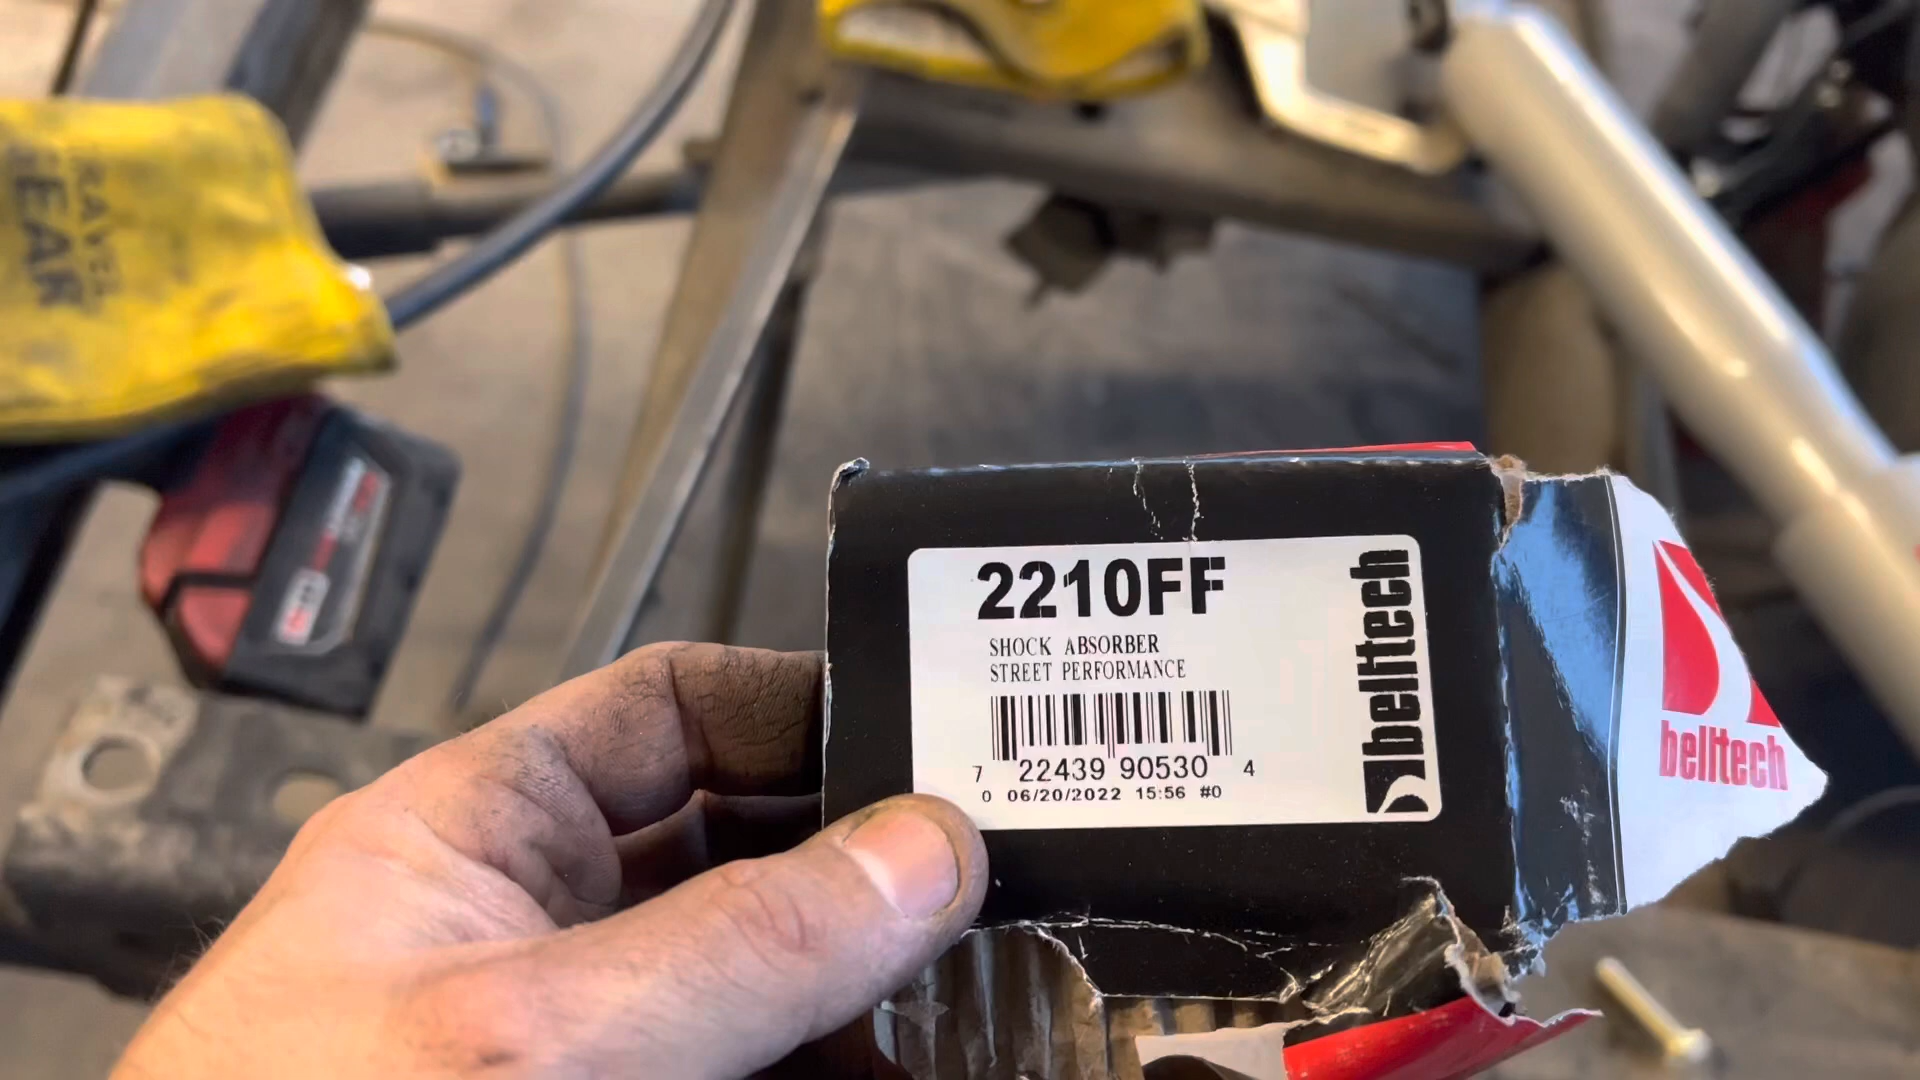 2210FF
SHOCK ABSORBER
STREET PERFORMANCE
7 22439 90530 4
0 06/20/2022 15:56 #0
belltech
belltech